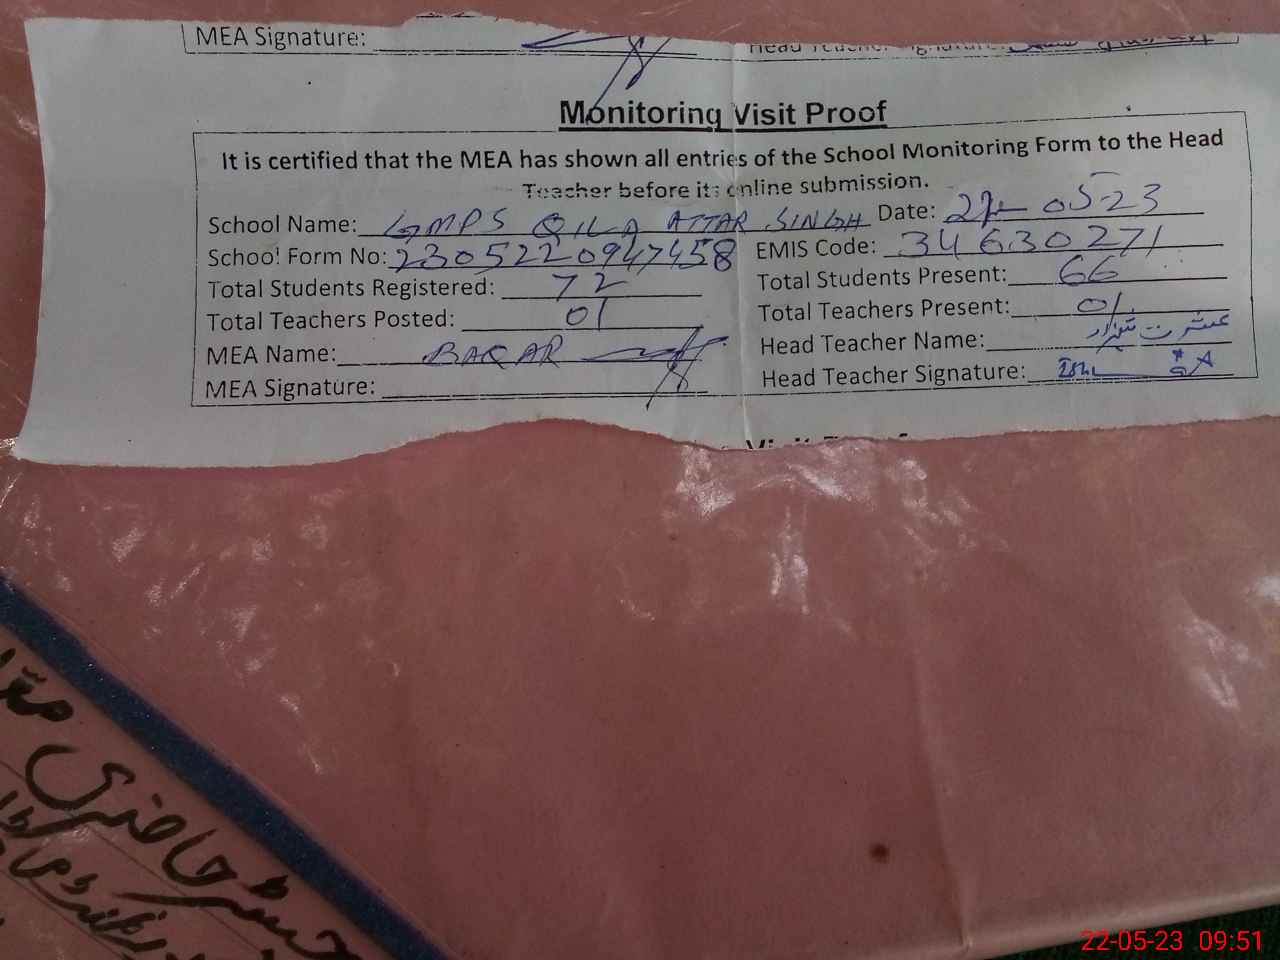 MEA Signature:
Monitoring Visit Proof
It is certified that the MEA has shown all entries of the School Monitoring Form to the Head
Teacher before its online submission.
School Name: GMPS QILA ATTAR SINGH Date: 22-05-23
School Form No: 2305220947458 EMIS Code: 34630271
Total Students Registered: 72 Total Students Present: 66
Total Teachers Posted: 01 Total Teachers Present: 01
MEA Name: BAQAR Head Teacher Name: عشرت شہزاد
MEA Signature: Head Teacher Signature:
رجسٹر حاضری
22-05-23 09:51